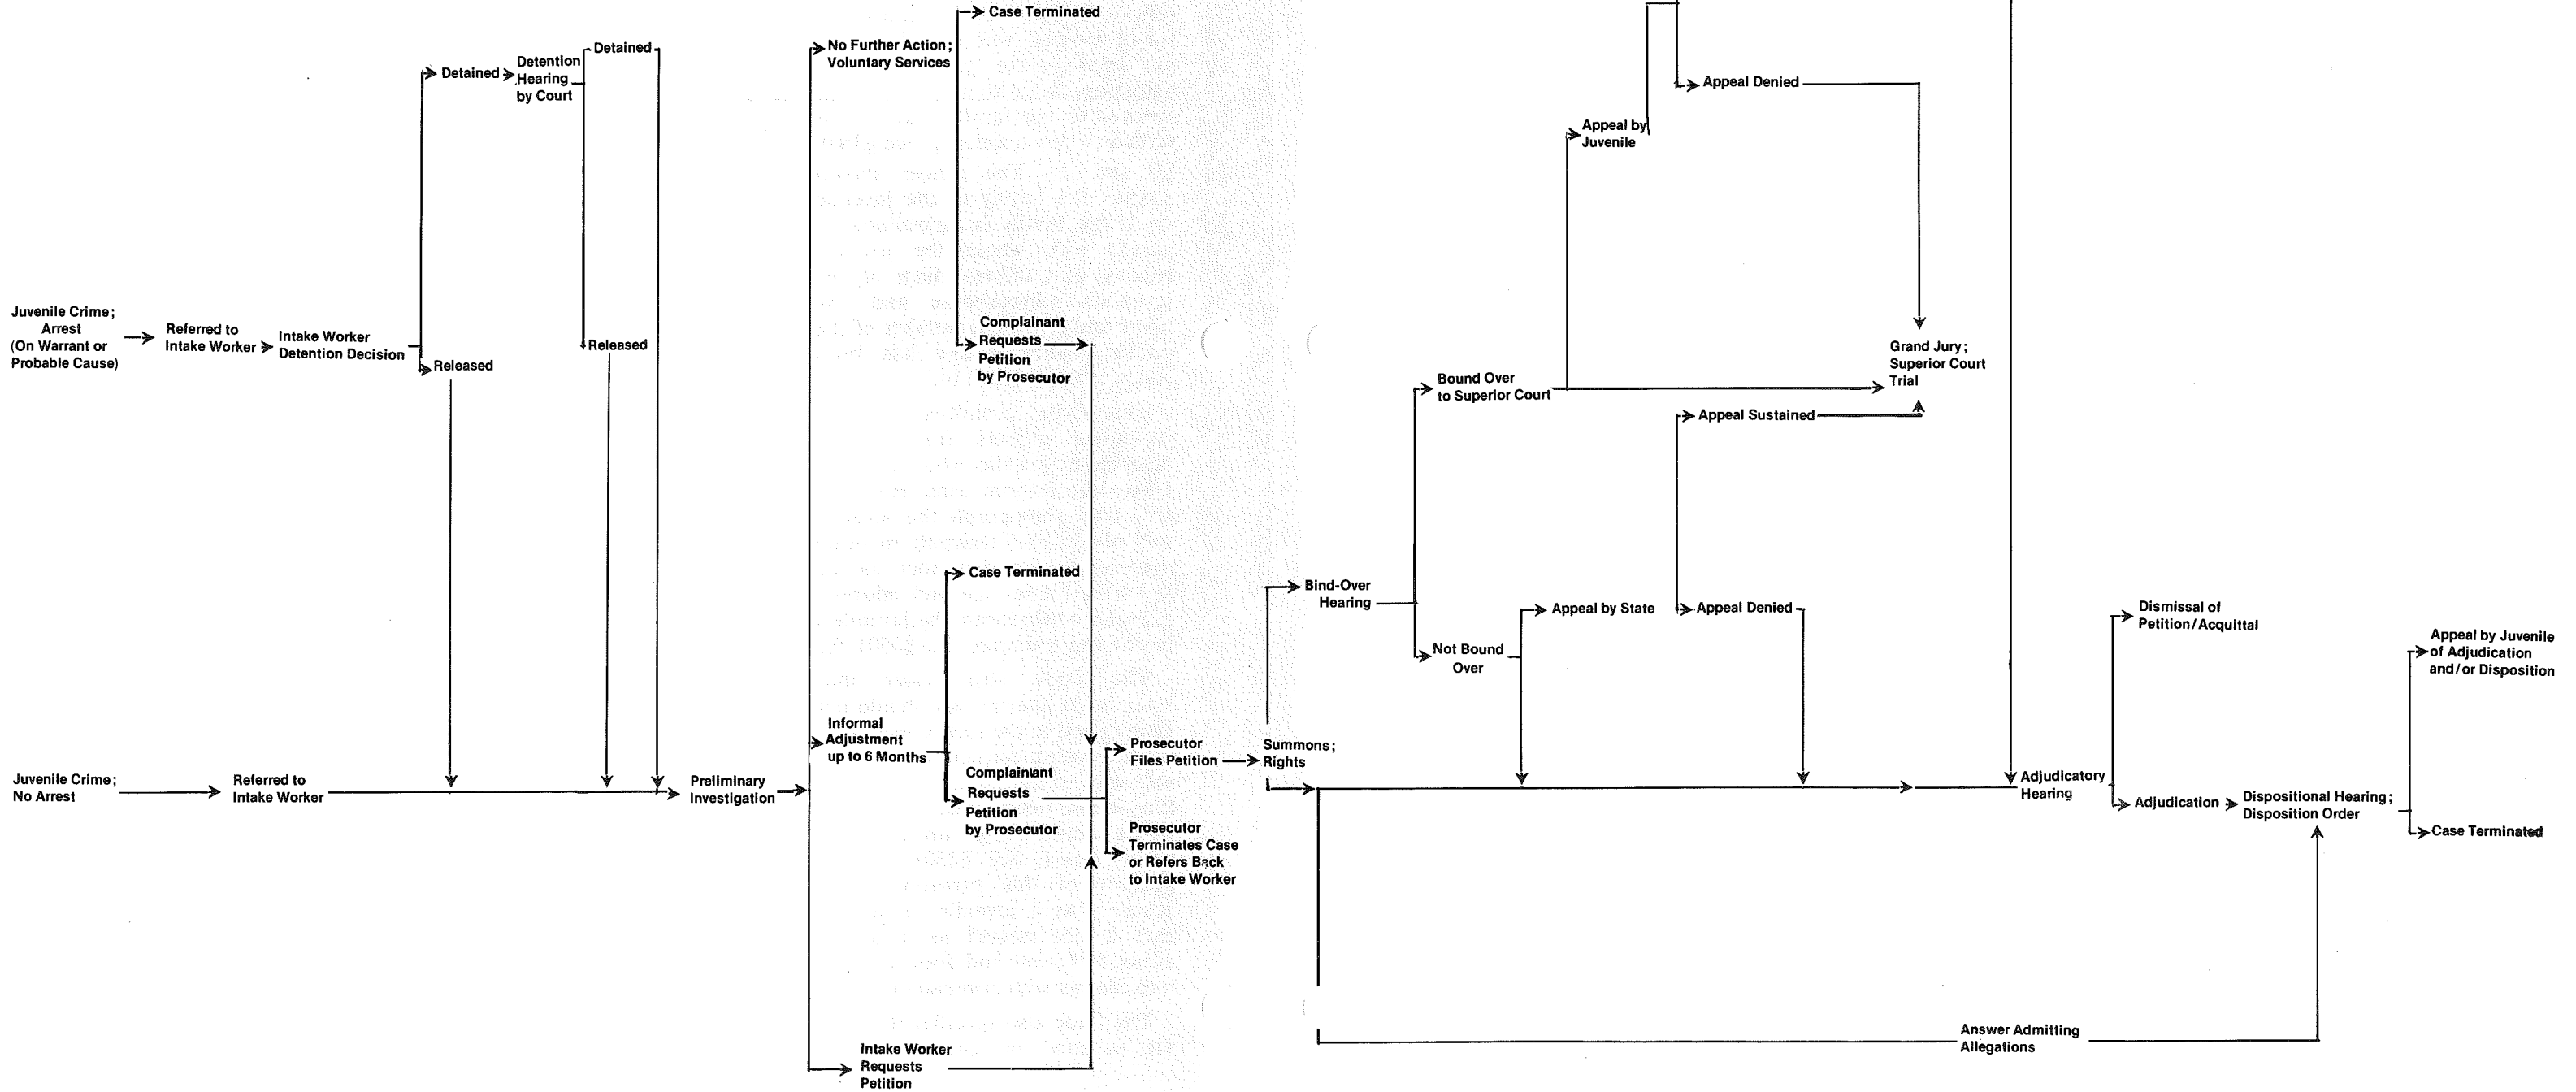 Juvenile Crime;
Arrest
(On Warrant or
Probable Cause)
Referred to
Intake Worker
Intake Worker
Detention Decision
Detained
Detention
Hearing
by Court
Detained
Released
Released
Juvenile Crime;
No Arrest
Referred to
Intake Worker
Preliminary
Investigation
No Further Action;
Voluntary Services
Case Terminated
Complainant
Requests
Petition
by Prosecutor
Informal
Adjustment
up to 6 Months
Case Terminated
Complaintant
Requests
Petition
by Prosecutor
Intake Worker
Requests
Petition
Prosecutor
Files Petition
Prosecutor
Terminates Case
or Refers Back
to Intake Worker
Summons;
Rights
Bind-Over
Hearing
Bound Over
to Superior Court
Appeal by
Juvenile
Appeal Denied
Grand Jury;
Superior Court
Trial
Appeal Sustained
Not Bound
Over
Appeal by State
Appeal Denied
Adjudicatory
Hearing
Dismissal of
Petition/Acquittal
Adjudication
Dispositional Hearing;
Disposition Order
Appeal by Juvenile
of Adjudication
and/or Disposition
Case Terminated
Answer Admitting
Allegations